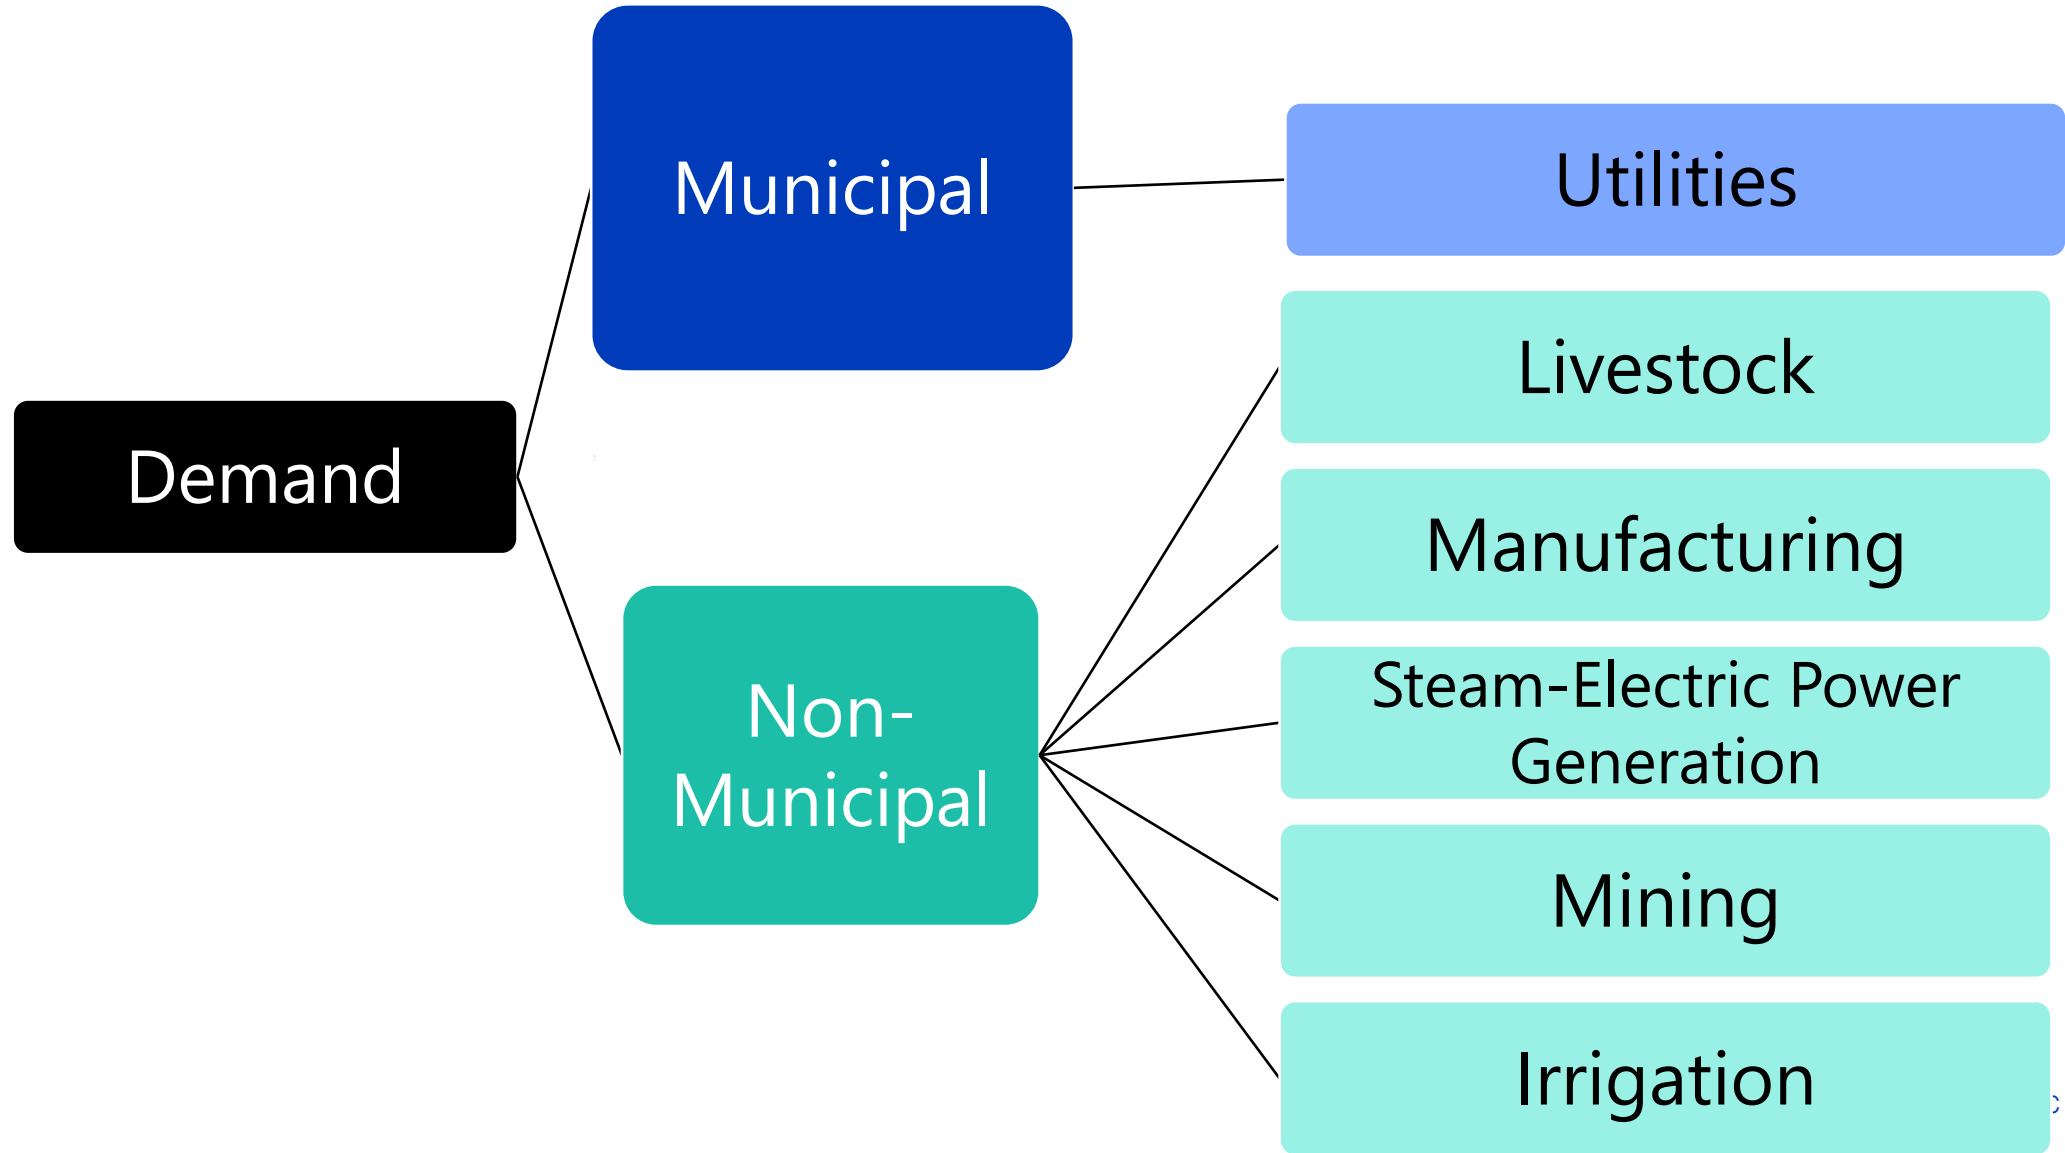 Municipal
Utilities
Livestock
Demand
Manufacturing
Non-
Municipal
Steam-Electric Power
Generation
Mining
Irrigation